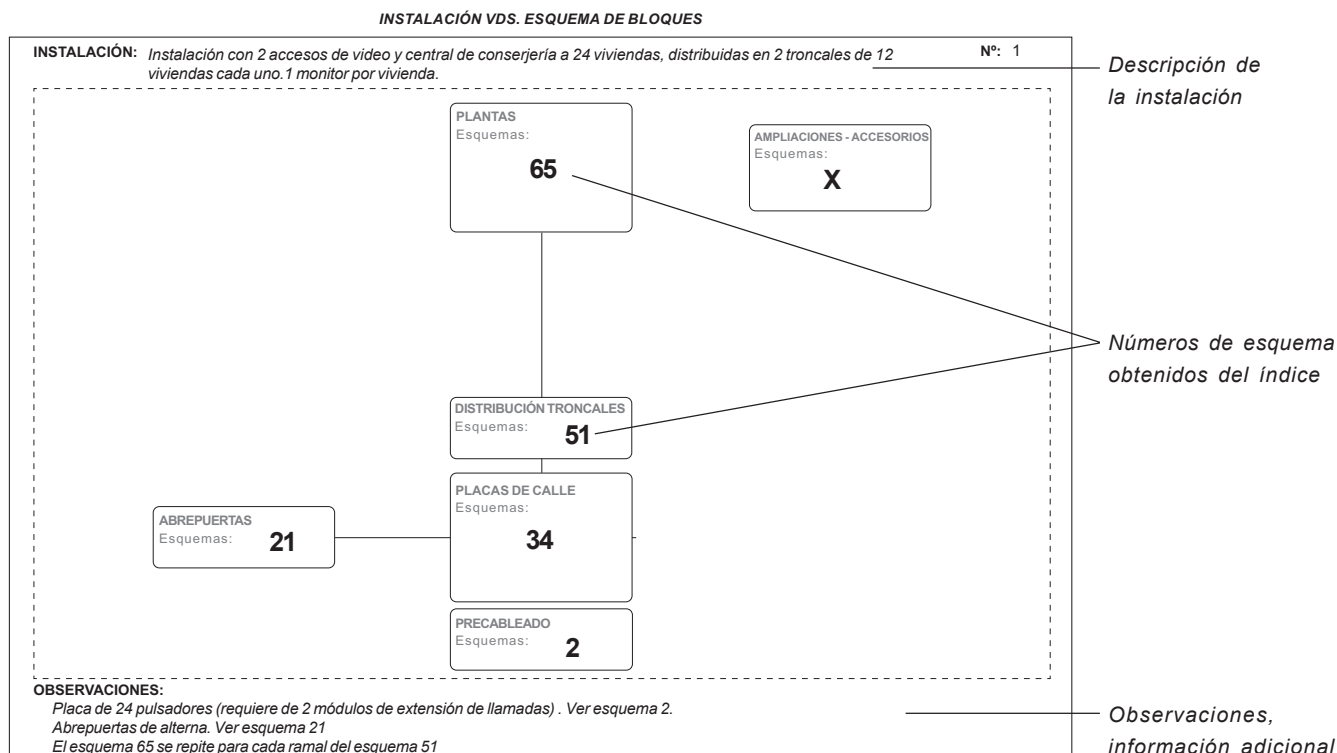 INSTALACIÓN VDS. ESQUEMA DE BLOQUES
INSTALACIÓN: Instalación con 2 accesos de video y central de conserjería a 24 viviendas, distribuidas en 2 troncales de 12
viviendas cada uno.1 monitor por vivienda.
Nº: 1
Descripción de
la instalación
PLANTAS
Esquemas:
65
AMPLIACIONES - ACCESORIOS
Esquemas:
X
Números de esquema
obtenidos del índice
DISTRIBUCIÓN TRONCALES
Esquemas:
51
PLACAS DE CALLE
Esquemas:
34
ABREPUERTAS
Esquemas:
21
PRECABLEADO
Esquemas:
2
OBSERVACIONES:
Placa de 24 pulsadores (requiere de 2 módulos de extensión de llamadas) . Ver esquema 2.
Abrepuertas de alterna. Ver esquema 21
El esquema 65 se repite para cada ramal del esquema 51
Observaciones,
información adicional